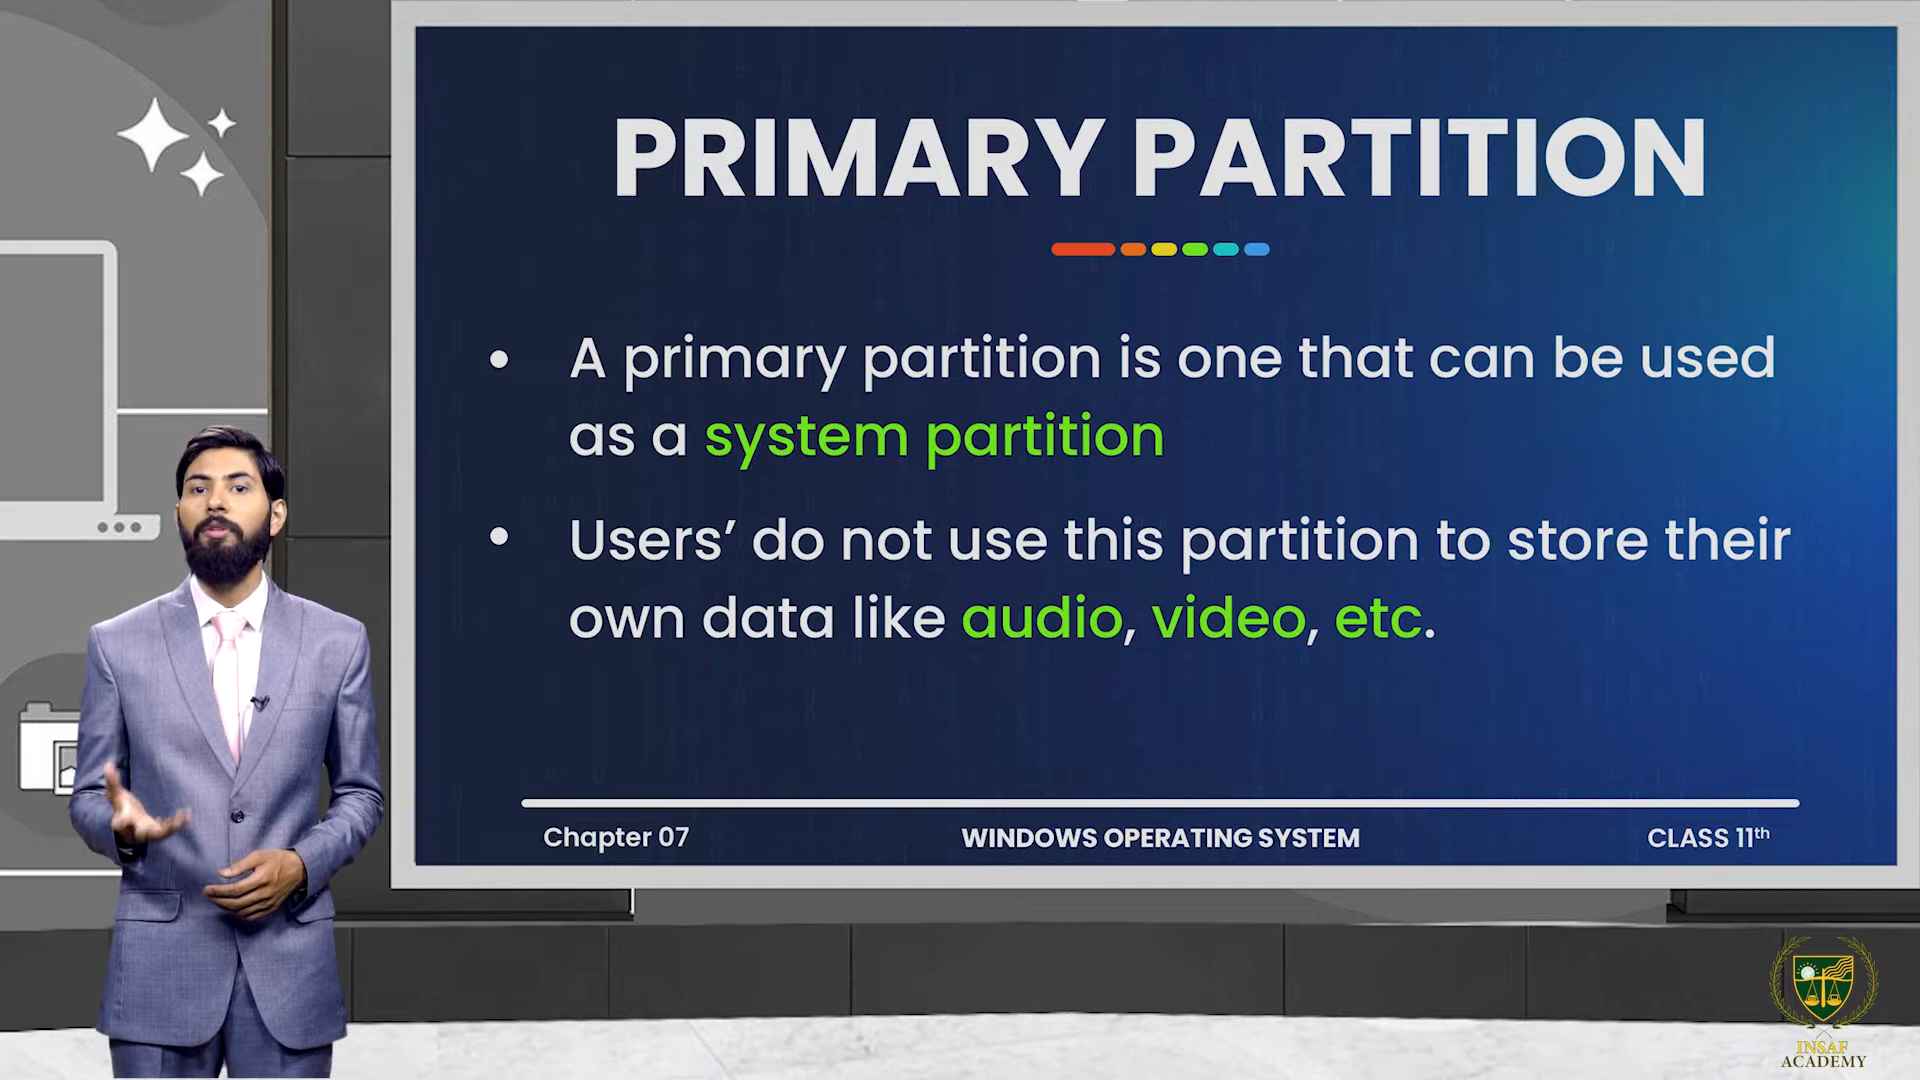 PRIMARY PARTITION
• A primary partition is one that can be used
as a system partition
• Users’ do not use this partition to store their
own data like audio, video, etc.
Chapter 07
WINDOWS OPERATING SYSTEM
CLASS 11th
INSAF
ACADEMY